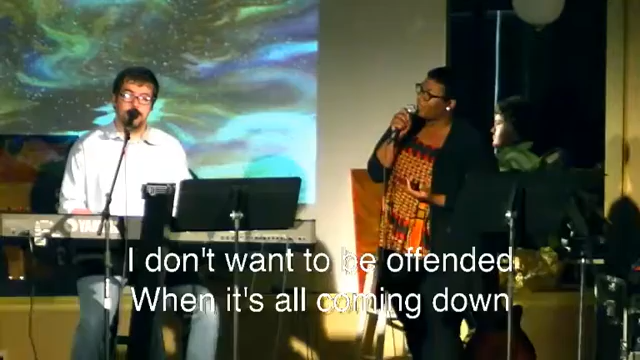 I don't want to be offended
When it's all coming down